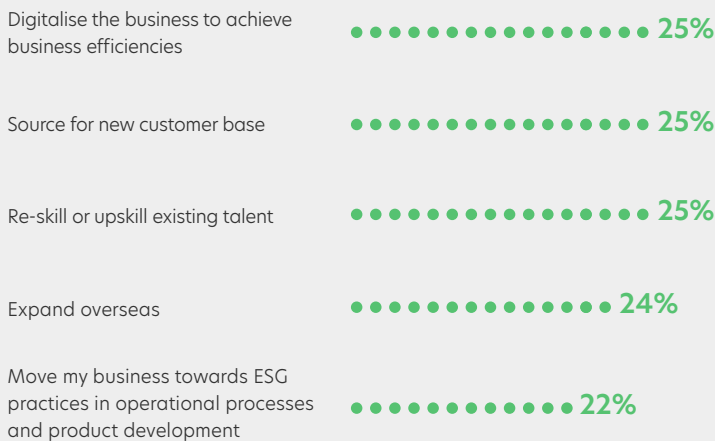 Digitalise the business to achieve
business efficiencies
25%
Source for new customer base
25%
Re-skill or upskill existing talent
25%
Expand overseas
24%
Move my business towards ESG
practices in operational processes
and product development
22%